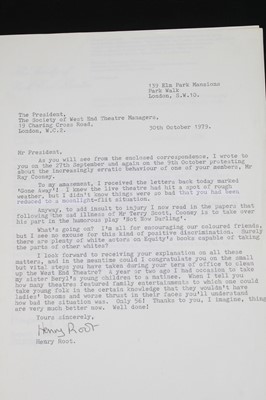 139 Elm Park Mansions
Park Walk
London, S.W.10.
The President,
The Society of West End Theatre Managers,
19 Charing Cross Road,
London, W.C.2.
30th October 1979.
Mr President,
As you will see from the enclosed correspondence, I wrote to
you on the 27th September and again on the 9th October protesting
about the increasingly erratic behaviour of one of your members, Mr
Ray Cooney.
To my amazement, I received the letters back today marked
'Gone Away'! I knew the live theatre had hit a spot of rough
weather, but I didn't know things were so bad that you had been
reduced to a moonlight-flit situation.
Anyway, to add insult to injury I now read in the papers that
following the sad illness of Mr Terry Scott, Cooney is to take over
his part in the humorous play 'Not Now Darling'.
What's going on? I'm all for encouraging our coloured friends,
but I see no excuse for this kind of positive discrimination. Surely
there are plenty of white actors on Equity's books capable of taking
the parts of other whites?
I look forward to receiving your explanation on all these
matters, and in the meantime could I congratulate you on the small
but vital steps you have taken during your term of office to clean
up the West End Theatre? A year or two ago I had occasion to take
my sister Beryl's young children to a matinee. When I tell you
how many theatres featured family entertainments to which one could
take young folk in the certain knowledge that they wouldn't have
ladies' bosoms and worse thrust in their faces you'll understand
how bad the situation was. Only 54! Thanks to you, I imagine, things
are very much better now. Well done!
Yours sincerely,
Henry Root
Henry Root.